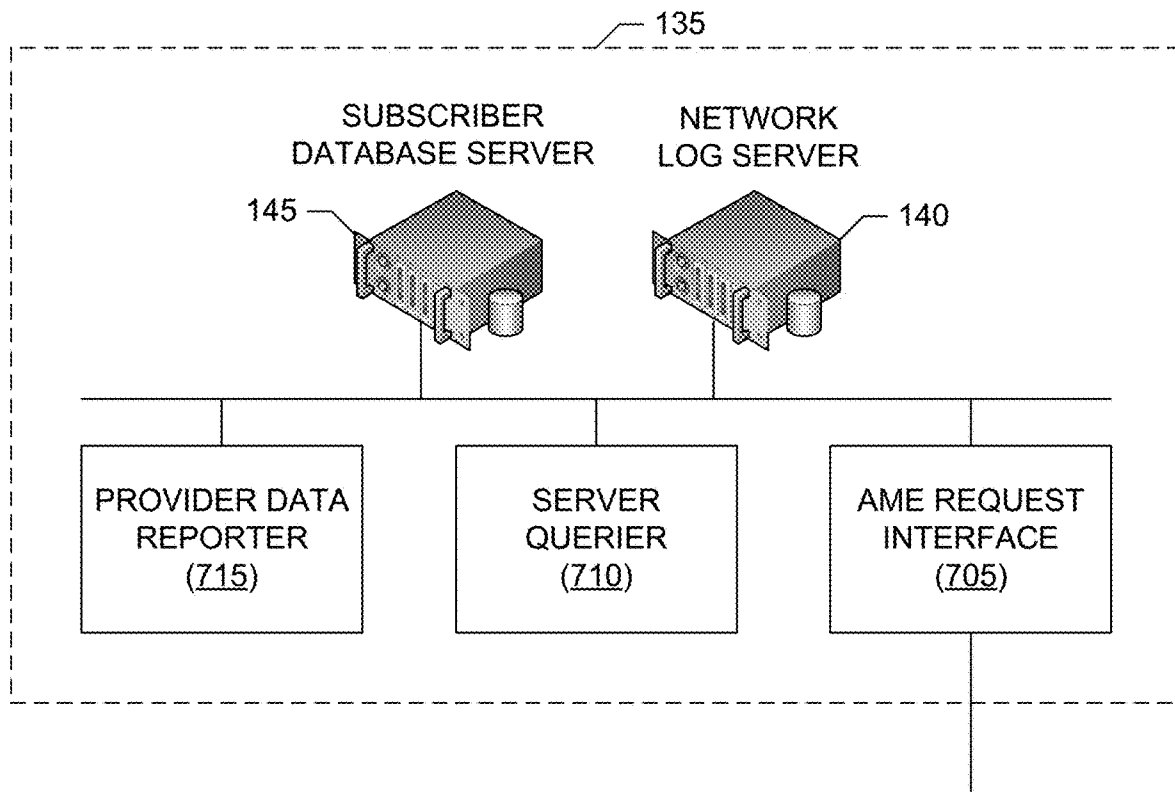 135
SUBSCRIBER
DATABASE SERVER
NETWORK
LOG SERVER
145
140
PROVIDER DATA
REPORTER
(715)
SERVER
QUERIER
(710)
AME REQUEST
INTERFACE
(705)